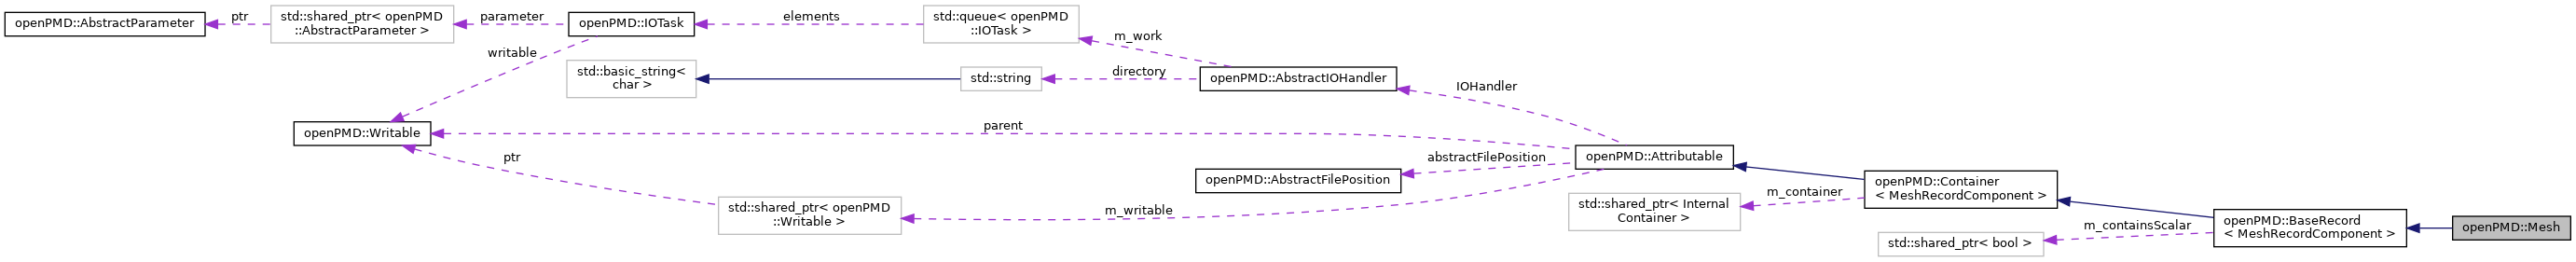 openPMD::AbstractParameter
ptr
std::shared_ptr< openPMD
::AbstractParameter >
parameter
openPMD::IOTask
elements
std::queue< openPMD
::IOTask >
m_work
writable
std::basic_string<
char >
std::string
directory
openPMD::AbstractIOHandler
IOHandler
openPMD::Writable
parent
ptr
abstractFilePosition
openPMD::Attributable
openPMD::AbstractFilePosition
std::shared_ptr< openPMD
::Writable >
m_writable
std::shared_ptr< Internal
Container >
m_container
openPMD::Container
< MeshRecordComponent >
std::shared_ptr< bool >
m_containsScalar
openPMD::BaseRecord
< MeshRecordComponent >
openPMD::Mesh